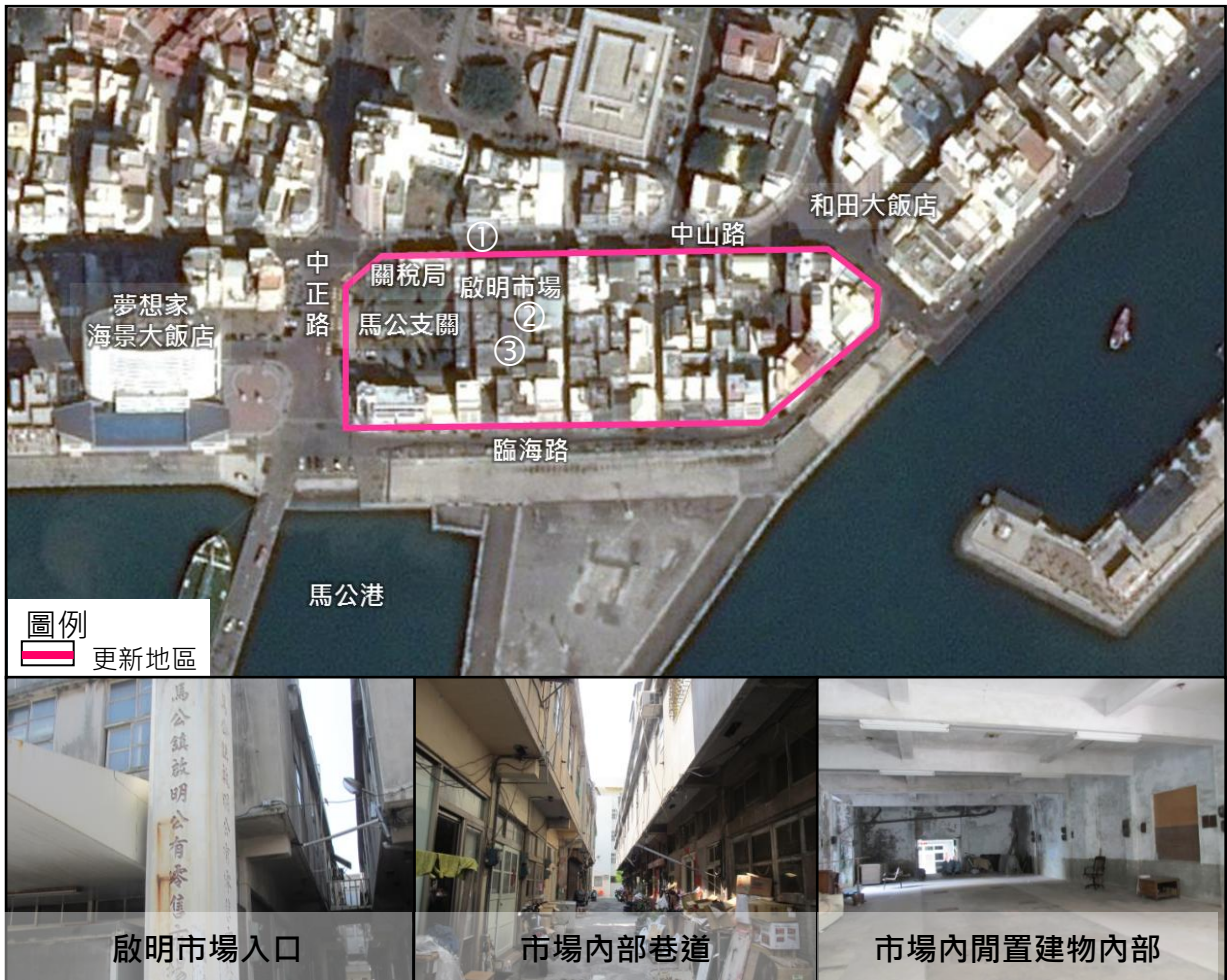 和田大飯店
①
中山路
中正路
關稅局
馬公支關
啟明市場
②
③
夢想家
海景大飯店
臨海路
馬公港
圖例
更新地區
馬公鎮啟明公有零售市場
啟明市場入口
市場內部巷道
市場內閒置建物內部